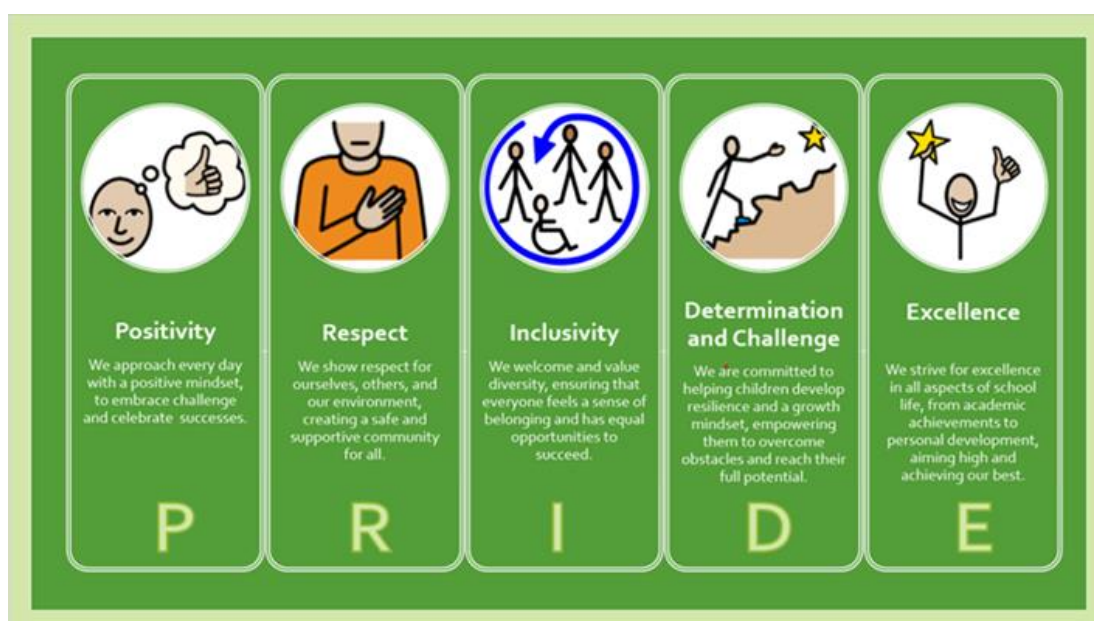 Positivity
We approach every day
with a positive mindset,
to embrace challenge
and celebrate successes.
P
Respect
We show respect for
ourselves, others, and
our environment,
creating a safe and
supportive community
for all.
R
Inclusivity
We welcome and value
diversity, ensuring that
everyone feels a sense of
belonging and has equal
opportunities to
succeed.
I
Determination
and Challenge
We are committed to
helping children develop
resilience and a growth
mindset, empowering
them to overcome
obstacles and reach their
full potential.
D
Excellence
We strive for excellence
in all aspects of school
life, from academic
achievements to
personal development,
aiming high and
achieving our best.
E